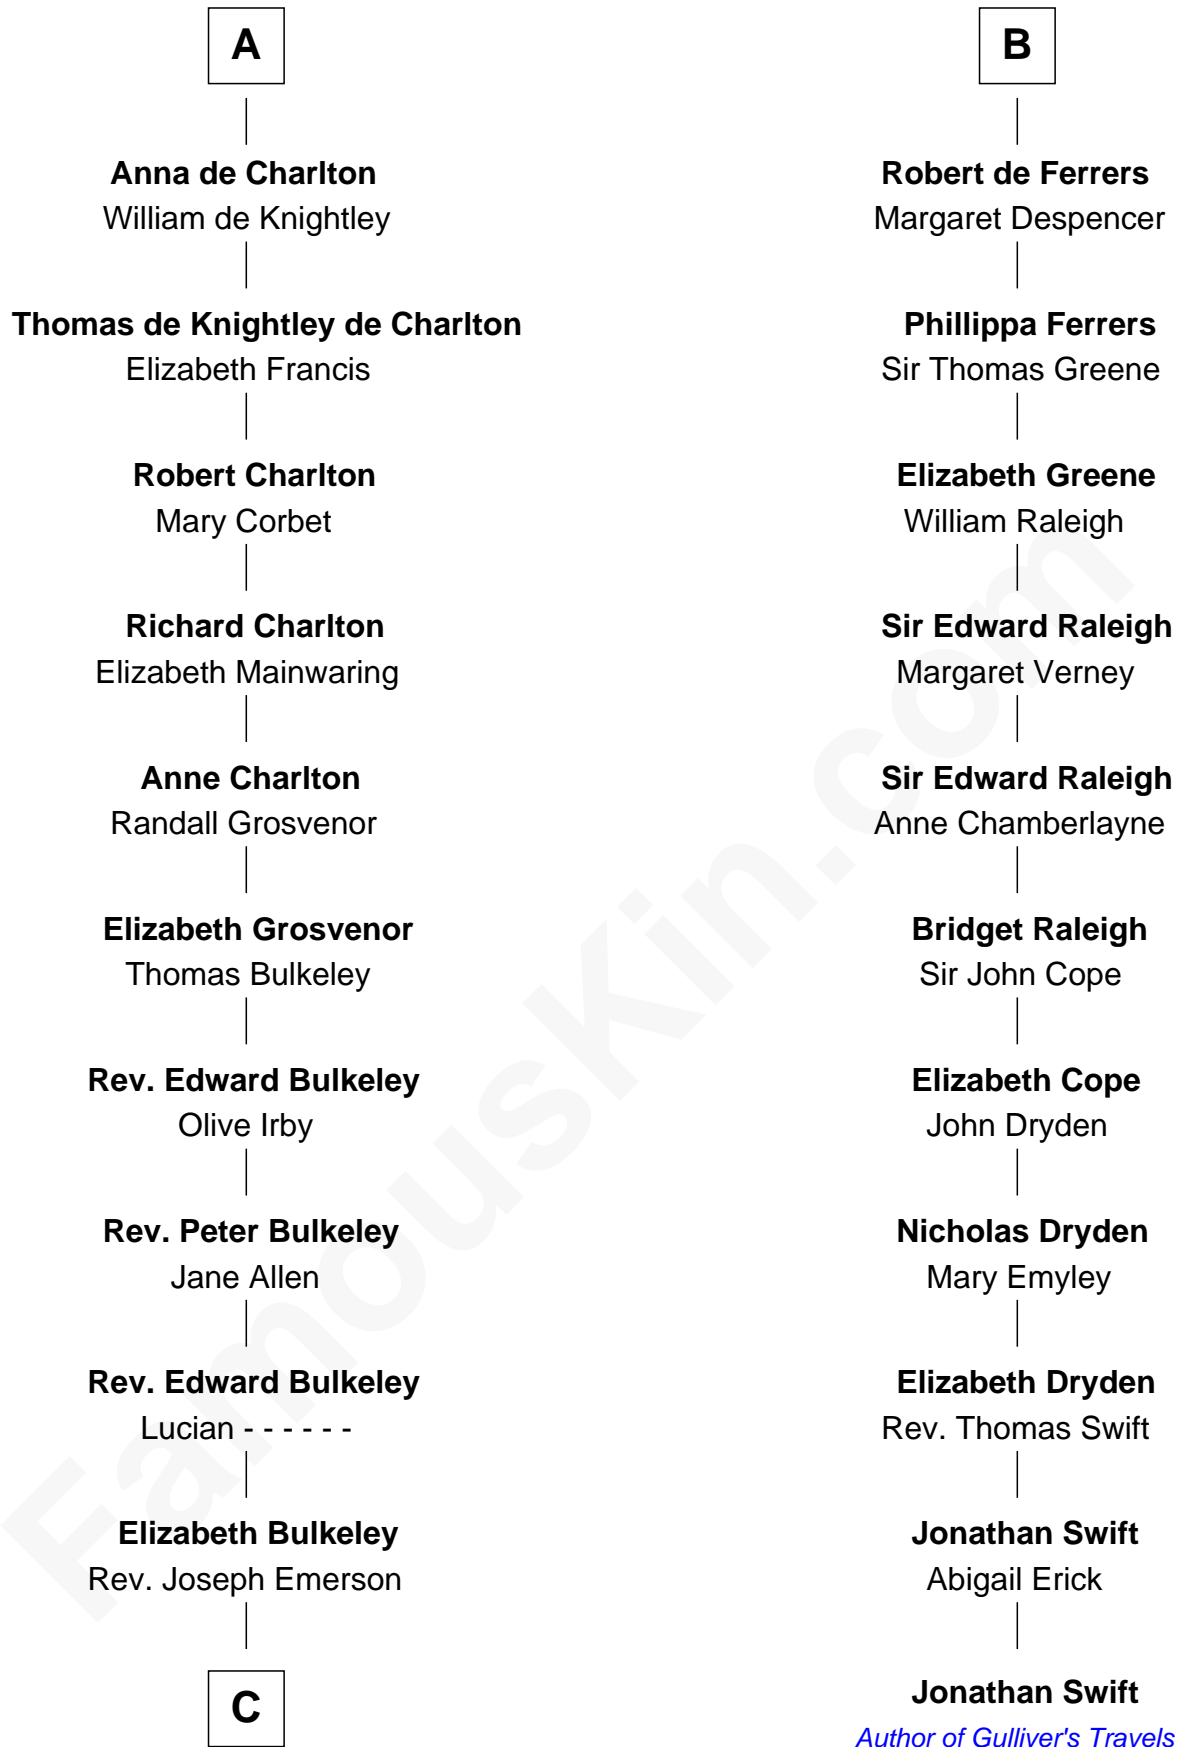 A
Anna de Charlton
William de Knightley
Thomas de Knightley de Charlton
Elizabeth Francis
Robert Charlton
Mary Corbet
Richard Charlton
Elizabeth Mainwaring
Anne Charlton
Randall Grosvenor
Elizabeth Grosvenor
Thomas Bulkeley
Rev. Edward Bulkeley
Olive Irby
Rev. Peter Bulkeley
Jane Allen
Rev. Edward Bulkeley
Lucian - - - - - -
Elizabeth Bulkeley
Rev. Joseph Emerson
C
B
Robert de Ferrers
Margaret Despencer
Phillippa Ferrers
Sir Thomas Greene
Elizabeth Greene
William Raleigh
Sir Edward Raleigh
Margaret Verney
Sir Edward Raleigh
Anne Chamberlayne
Bridget Raleigh
Sir John Cope
Elizabeth Cope
John Dryden
Nicholas Dryden
Mary Emyley
Elizabeth Dryden
Rev. Thomas Swift
Jonathan Swift
Abigail Erick
Jonathan Swift
Author of Gulliver's Travels
FamousKin.com